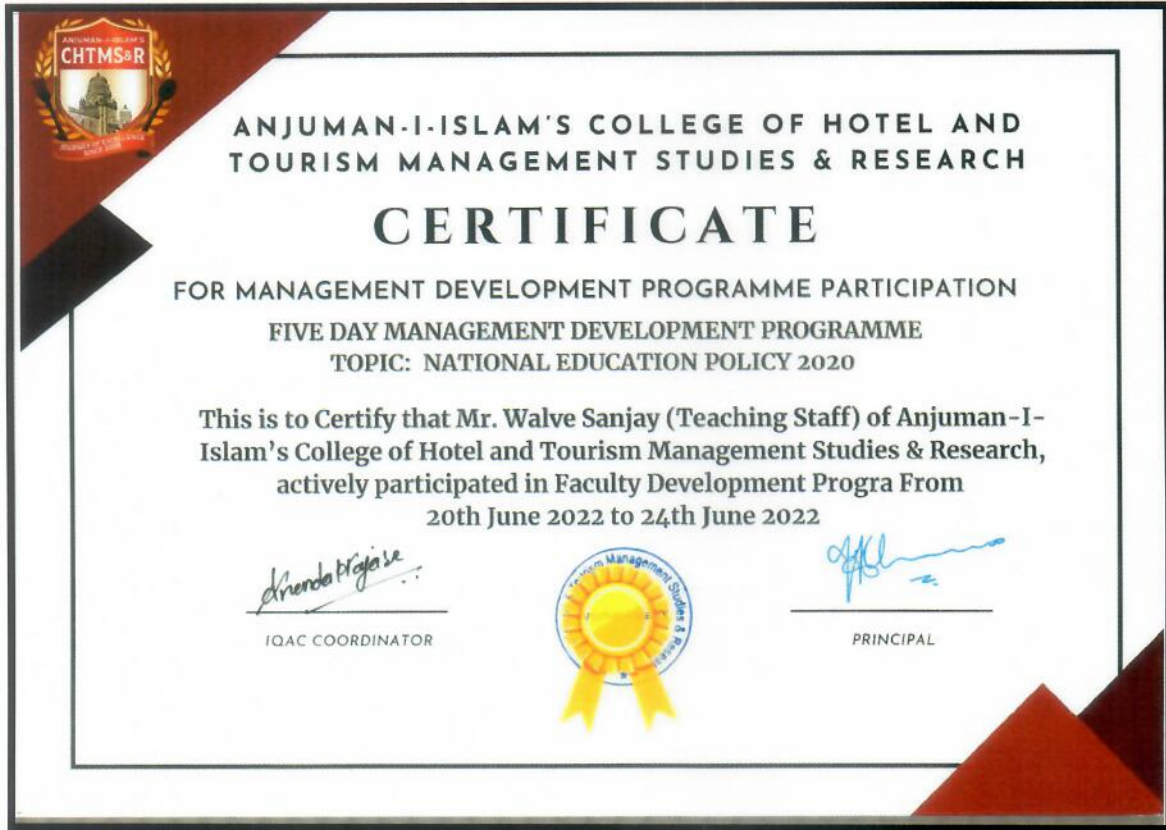 ANJUMAN-I-ISLAM'S
CHTMS&R
ANJUMAN-I-ISLAM'S COLLEGE OF HOTEL AND
TOURISM MANAGEMENT STUDIES & RESEARCH
CERTIFICATE
FOR MANAGEMENT DEVELOPMENT PROGRAMME PARTICIPATION
FIVE DAY MANAGEMENT DEVELOPMENT PROGRAMME
TOPIC: NATIONAL EDUCATION POLICY 2020
This is to Certify that Mr. Walve Sanjay (Teaching Staff) of Anjuman-I-
Islam's College of Hotel and Tourism Management Studies & Research,
actively participated in Faculty Development Progra From
20th June 2022 to 24th June 2022
Tourism Management Studies &
IQAC COORDINATOR
PRINCIPAL